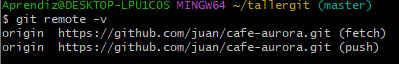 Aprendiz@DESKTOP-LPU1COS MINGW64 ~/tallergit (master)
$ git remote -v
origin  https://github.com/juan/cafe-aurora.git (fetch)
origin  https://github.com/juan/cafe-aurora.git (push)